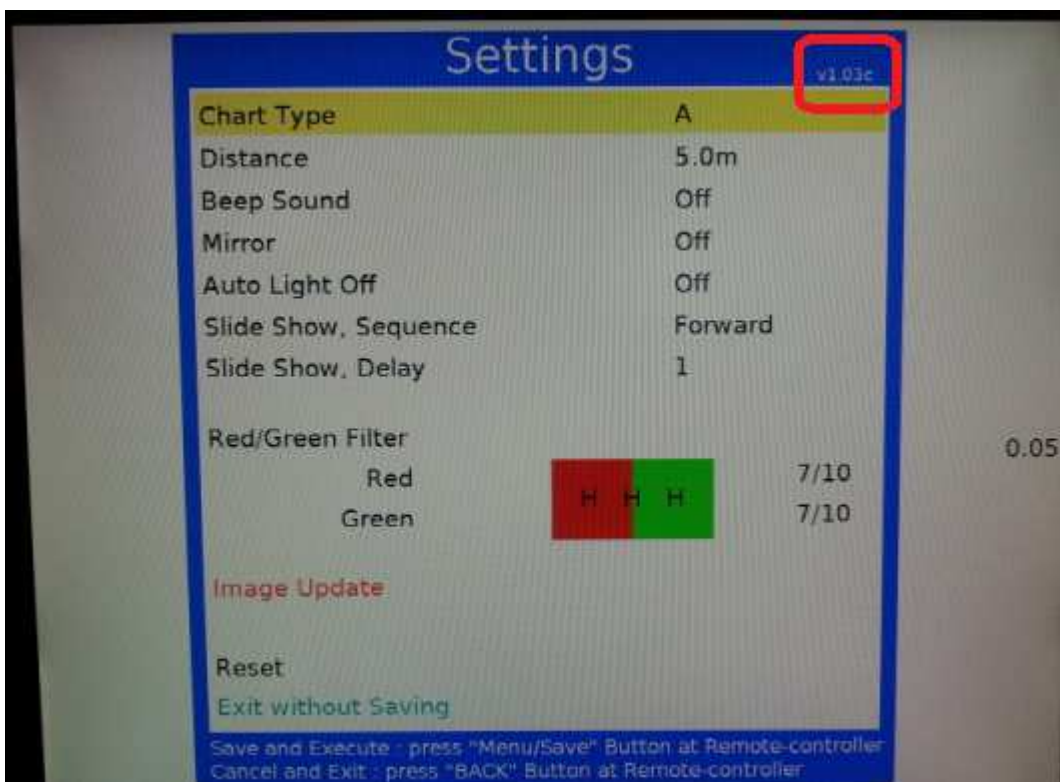 Settings
v1.03c
Chart Type A
Distance 5.0m
Beep Sound Off
Mirror Off
Auto Light Off Off
Slide Show, Sequence Forward
Slide Show, Delay 1
Red/Green Filter
0.05
Red 7/10
H H H
Green 7/10
Image Update
Reset
Exit without Saving
Save and Execute : press "Menu/Save" Button at Remote-controller
Cancel and Exit : press "BACK" Button at Remote-controller